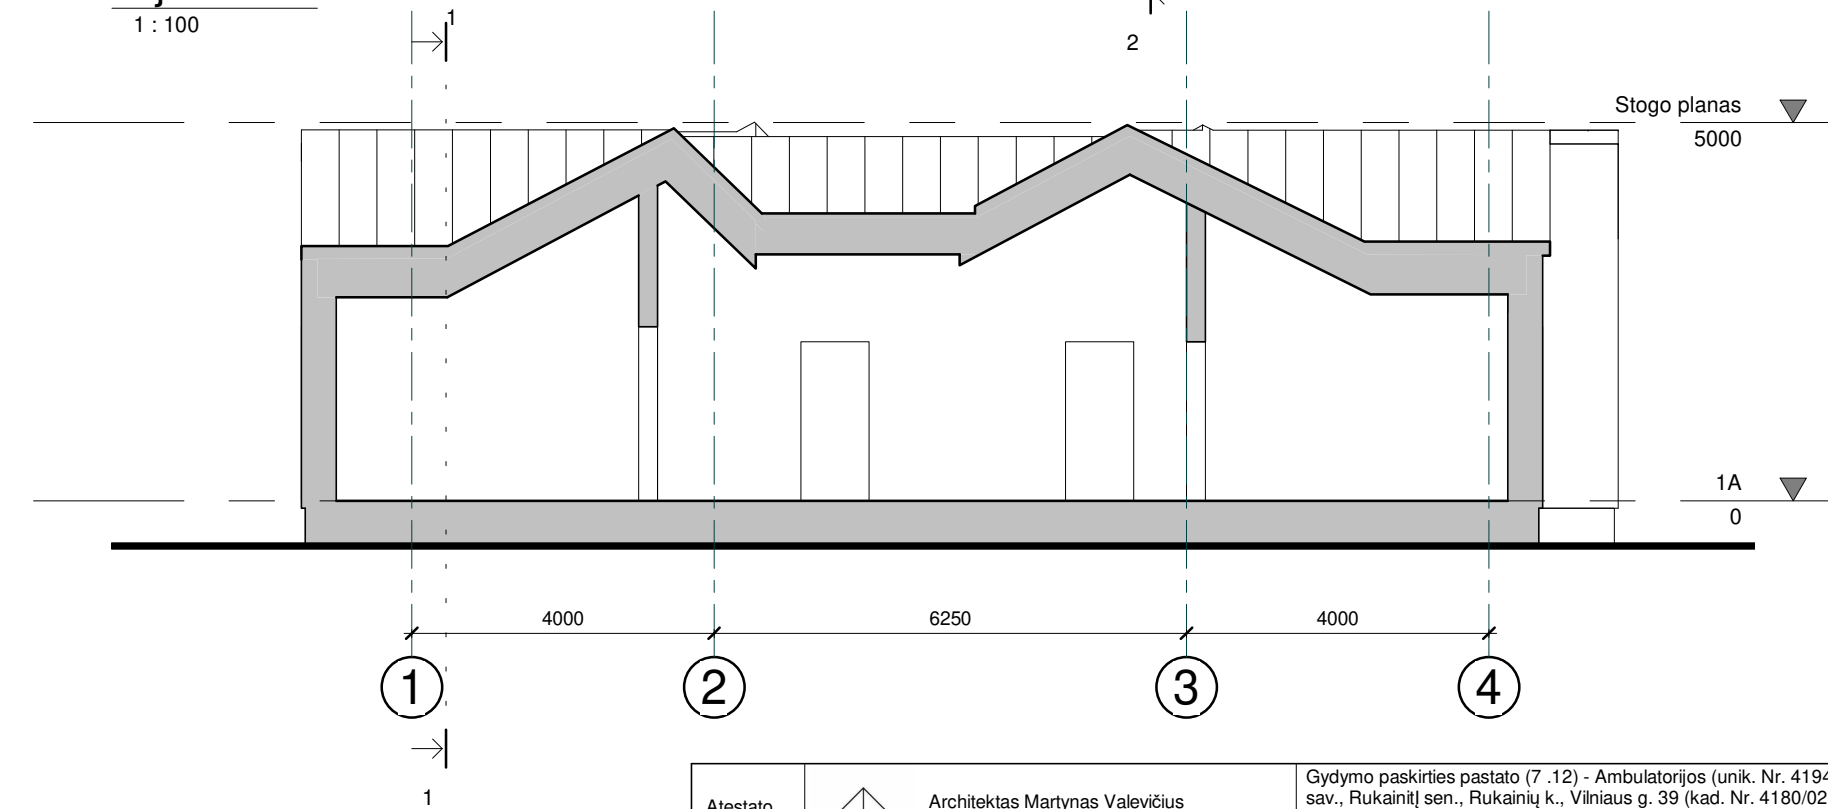 1 : 100
1
2
Stogo planas
5000
1A
0
4000
6250
4000
1
2
3
4
1
Atestato
Architektas Martynas Valevičius
Gydymo paskirties pastato (7 .12) - Ambulatorijos (unik. Nr. 4194
sav., Rukainitį sen., Rukainių k., Vilniaus g. 39 (kad. Nr. 4180/02